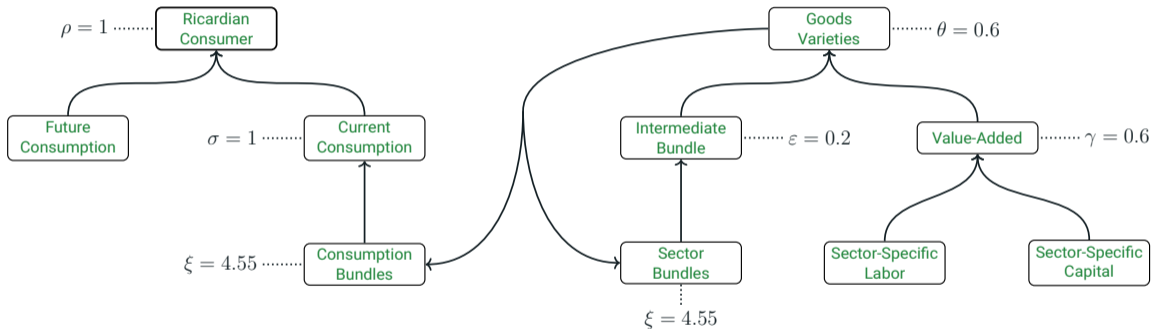 ρ = 1
Ricardian
Consumer
Goods
Varieties
θ = 0.6
Future
Consumption
σ = 1
Current
Consumption
Intermediate
Bundle
ε = 0.2
Value-Added
γ = 0.6
ξ = 4.55
Consumption
Bundles
Sector
Bundles
Sector-Specific
Labor
Sector-Specific
Capital
ξ = 4.55